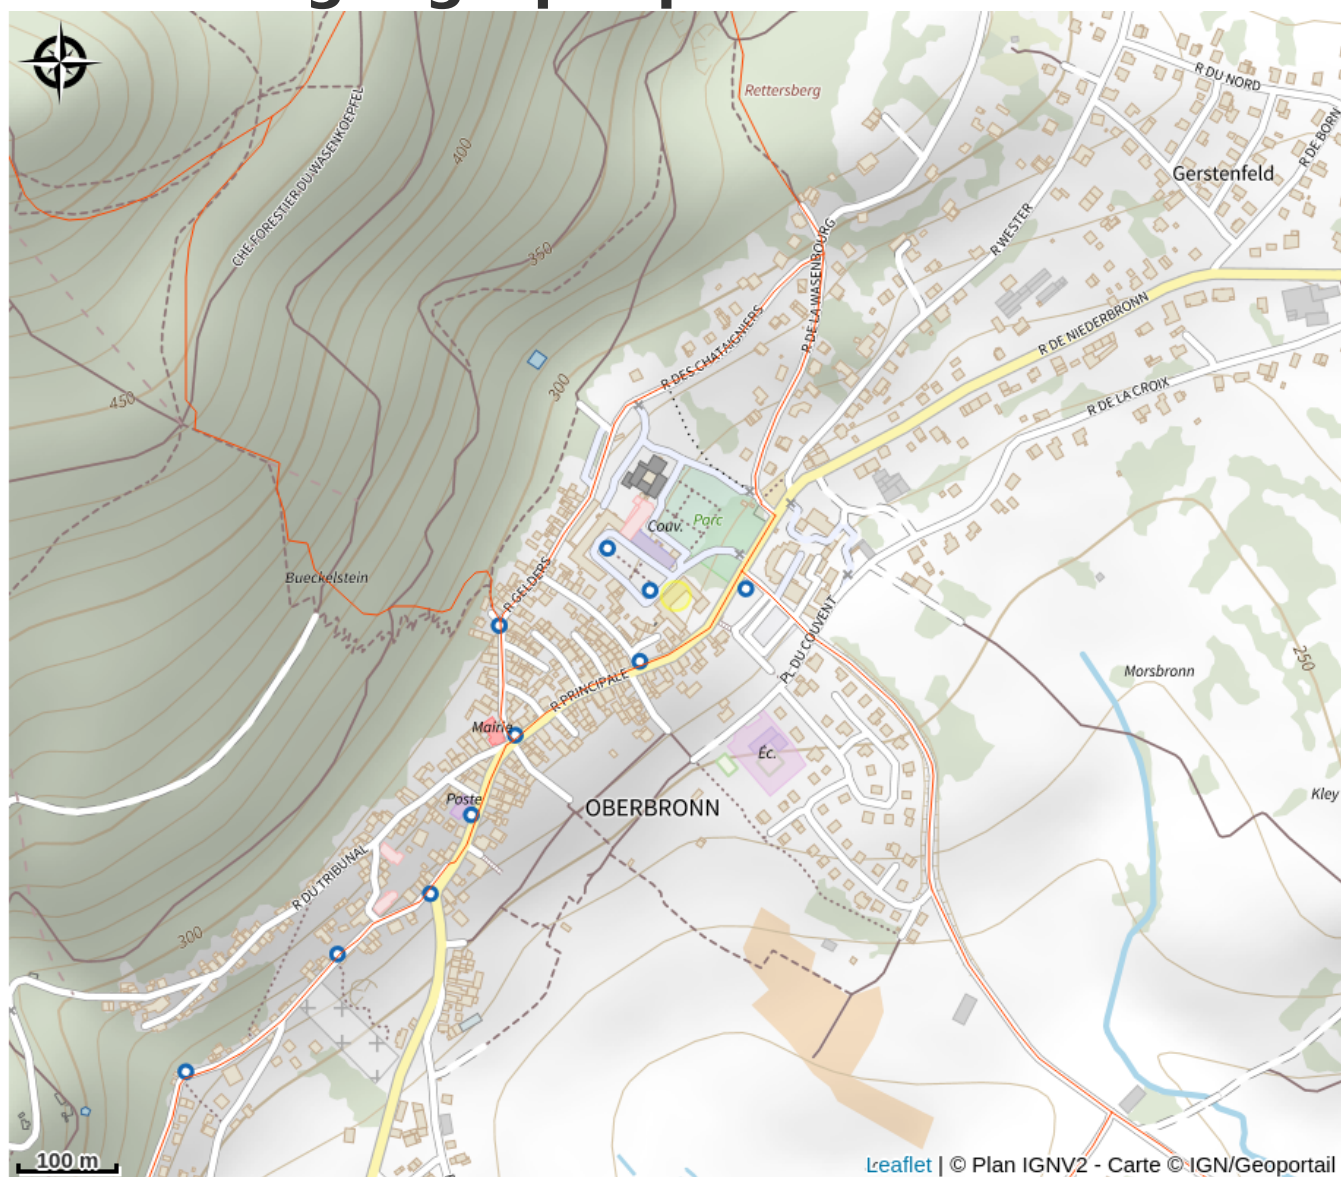 Rettersberg
R DU NORD
R DE BORN
Gerstenfeld
CHE FORESTIER DU WASENKOEPFEL
400
R WESTER
350
R DE LA WASENBOURG
R DES CHATAIGNIERS
R DE NIEDERBRONN
300
R DE LA CROIX
450
Parc
Couv.
Bueckelstein
R GELDERS
PL DU COUVENT
250
Morsbronn
R PRINCIPALE
Mairie
Éc.
Poste
OBERBRONN
Kley
R DU TRIBUNAL
300
100 m
Leaflet | © Plan IGNV2 - Carte © IGN/Geoportail